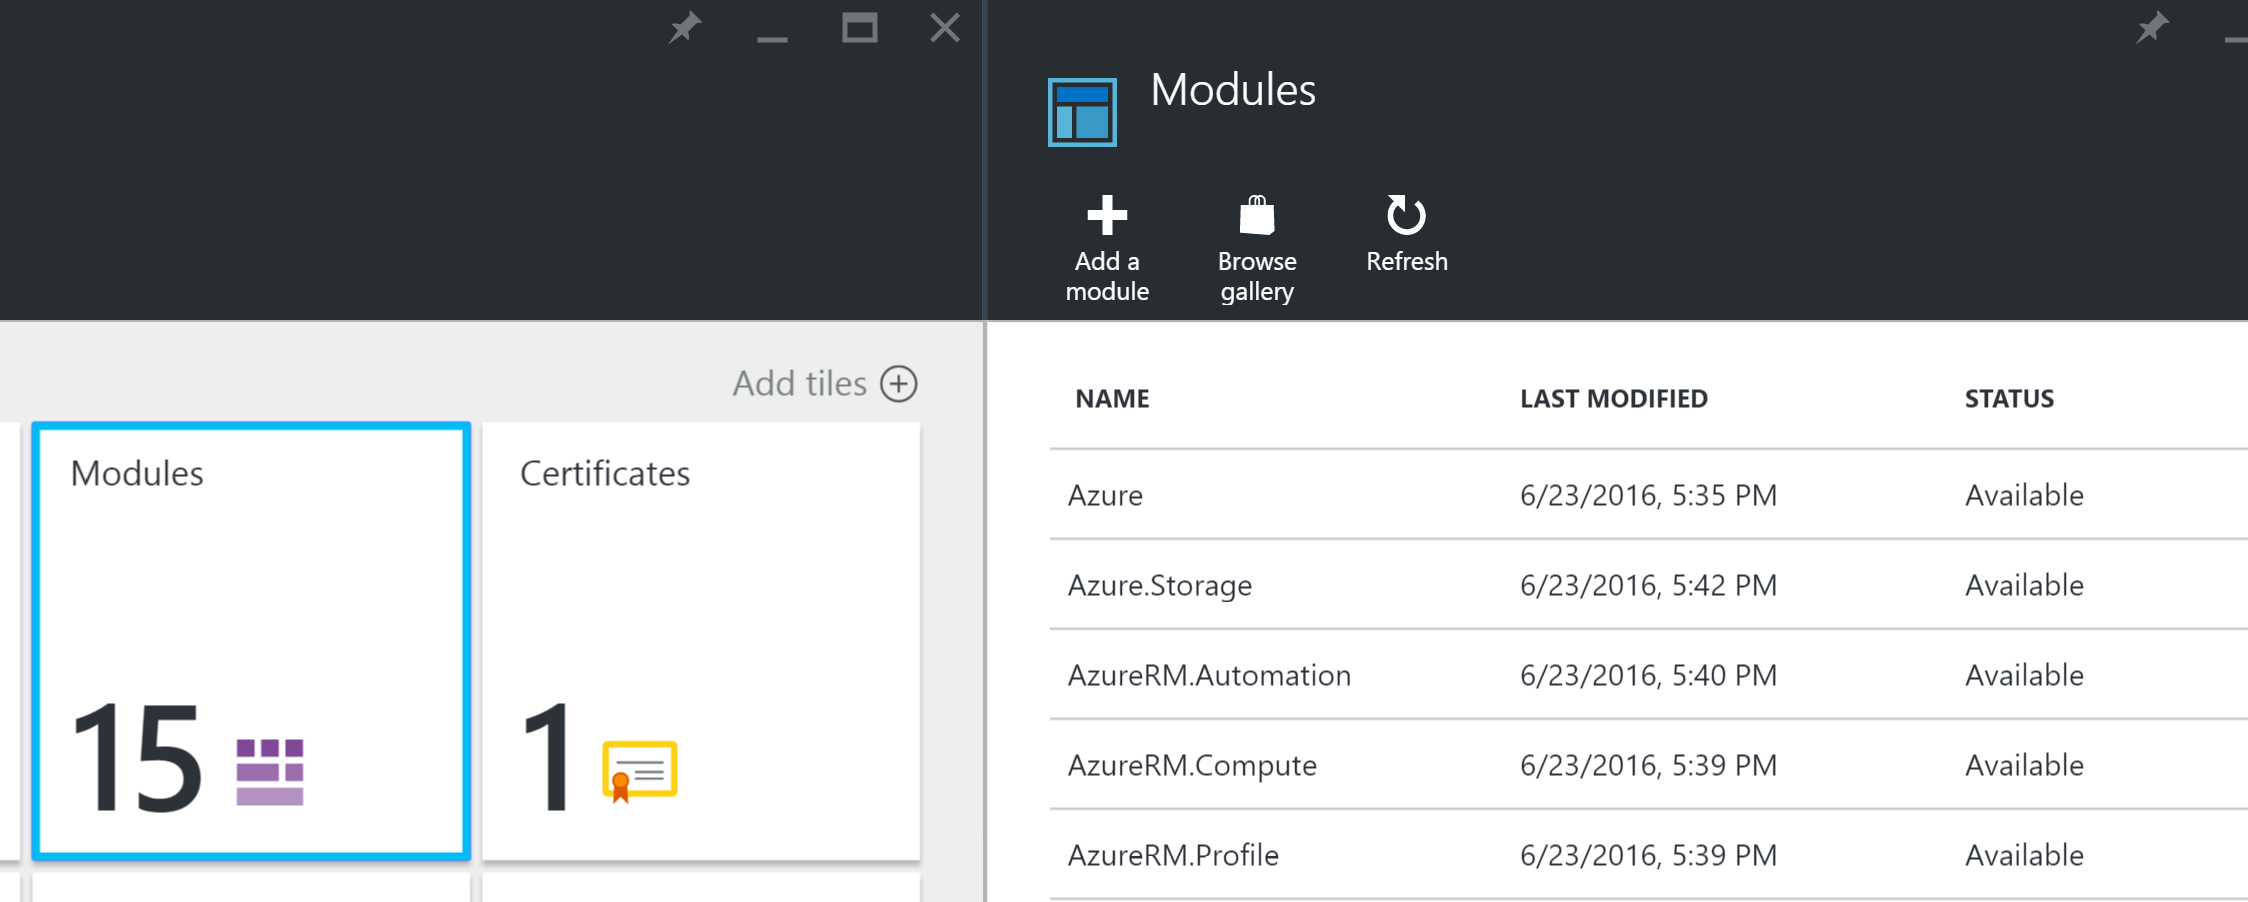 Add tiles
Modules
15
Certificates
1
Modules
Add a
module
Browse
gallery
Refresh
NAME LAST MODIFIED STATUS
Azure 6/23/2016, 5:35 PM Available
Azure.Storage 6/23/2016, 5:42 PM Available
AzureRM.Automation 6/23/2016, 5:40 PM Available
AzureRM.Compute 6/23/2016, 5:39 PM Available
AzureRM.Profile 6/23/2016, 5:39 PM Available